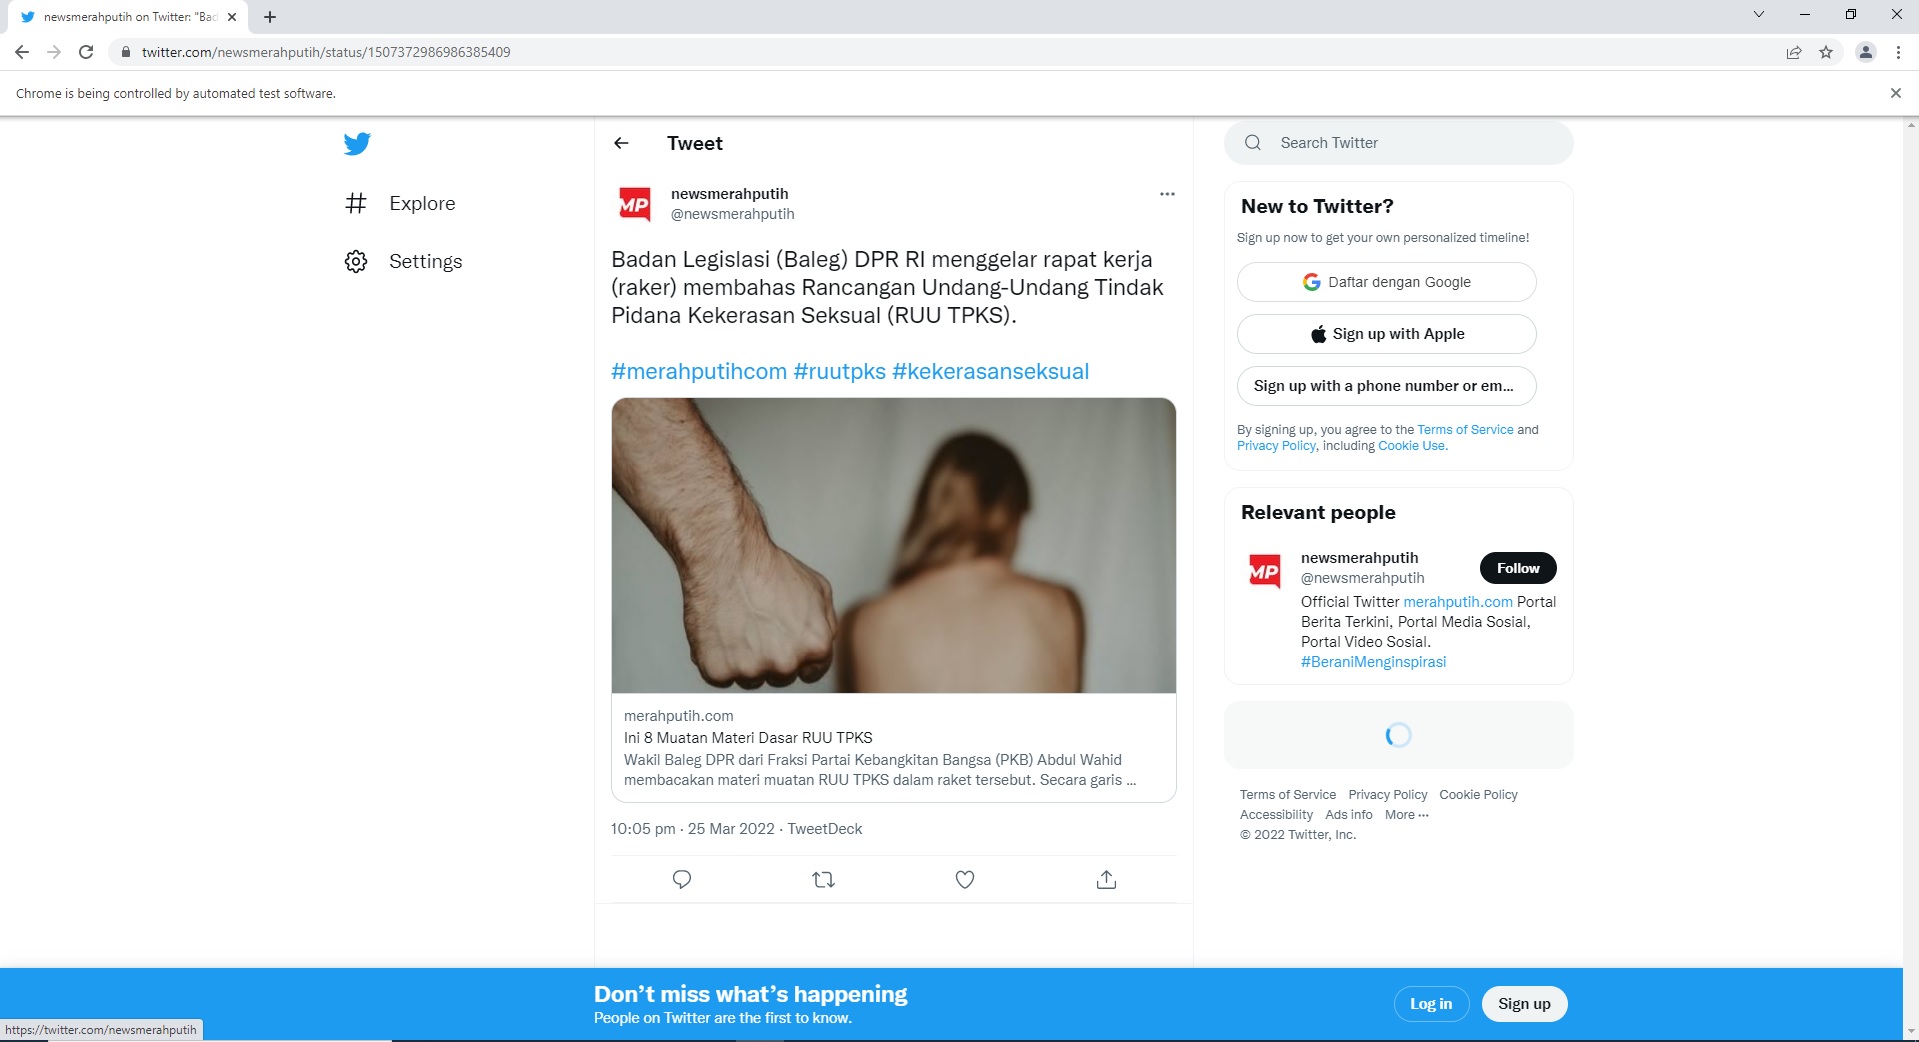 newsmerahputih on Twitter: "Bad
twitter.com/newsmerahputih/status/1507372986986385409
Chrome is being controlled by automated test software.
Explore
Settings
Tweet
MP
newsmerahputih
@newsmerahputih
Badan Legislasi (Baleg) DPR RI menggelar rapat kerja
(raker) membahas Rancangan Undang-Undang Tindak
Pidana Kekerasan Seksual (RUU TPKS).
#merahputihcom #ruutpks #kekerasanseksual
merahputih.com
Ini 8 Muatan Materi Dasar RUU TPKS
Wakil Baleg DPR dari Fraksi Partai Kebangkitan Bangsa (PKB) Abdul Wahid
membacakan materi muatan RUU TPKS dalam raket tersebut. Secara garis ...
10:05 pm · 25 Mar 2022 · TweetDeck
Search Twitter
New to Twitter?
Sign up now to get your own personalized timeline!
Daftar dengan Google
Sign up with Apple
Sign up with a phone number or em...
By signing up, you agree to the Terms of Service and
Privacy Policy, including Cookie Use.
Relevant people
MP
newsmerahputih
@newsmerahputih
Follow
Official Twitter merahputih.com Portal
Berita Terkini, Portal Media Sosial,
Portal Video Sosial.
#BeraniMenginspirasi
Terms of Service Privacy Policy Cookie Policy
Accessibility Ads info More ···
© 2022 Twitter, Inc.
Don’t miss what’s happening
People on Twitter are the first to know.
Log in
Sign up
https://twitter.com/newsmerahputih